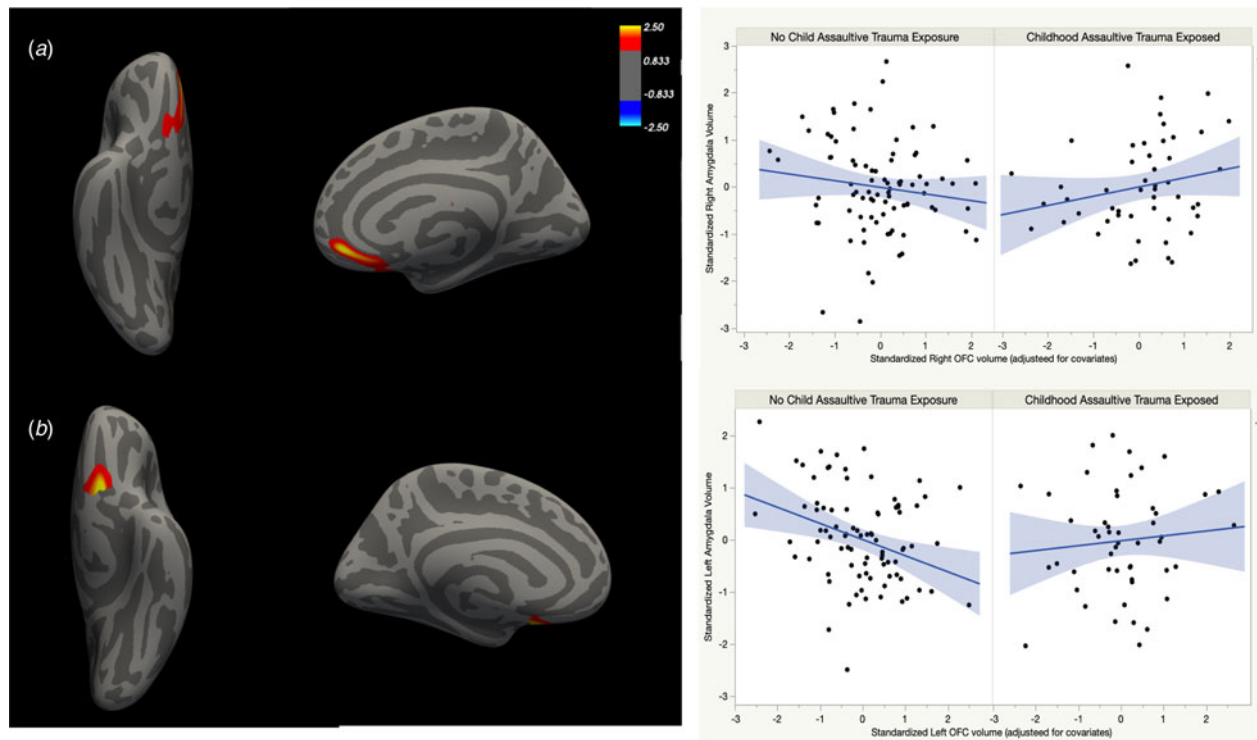 (a)
2.50
0.833
-0.833
-2.50
(b)
No Child Assaultive Trauma Exposure Childhood Assaultive Trauma Exposed
Standardized Right Amygdala Volume
3
2
1
0
-1
-2
-3
-3 -2 -1 0 1 2 -3 -2 -1 0 1 2
Standardized Right OFC volume (adjusteed for covariates)
No Child Assaultive Trauma Exposure Childhood Assaultive Trauma Exposed
Standardized Left Amygdala Volume
2
1
0
-1
-2
-3
-3 -2 -1 0 1 2 -3 -2 -1 0 1 2 3
Standardized Left OFC volume (adjusteed for covariates)